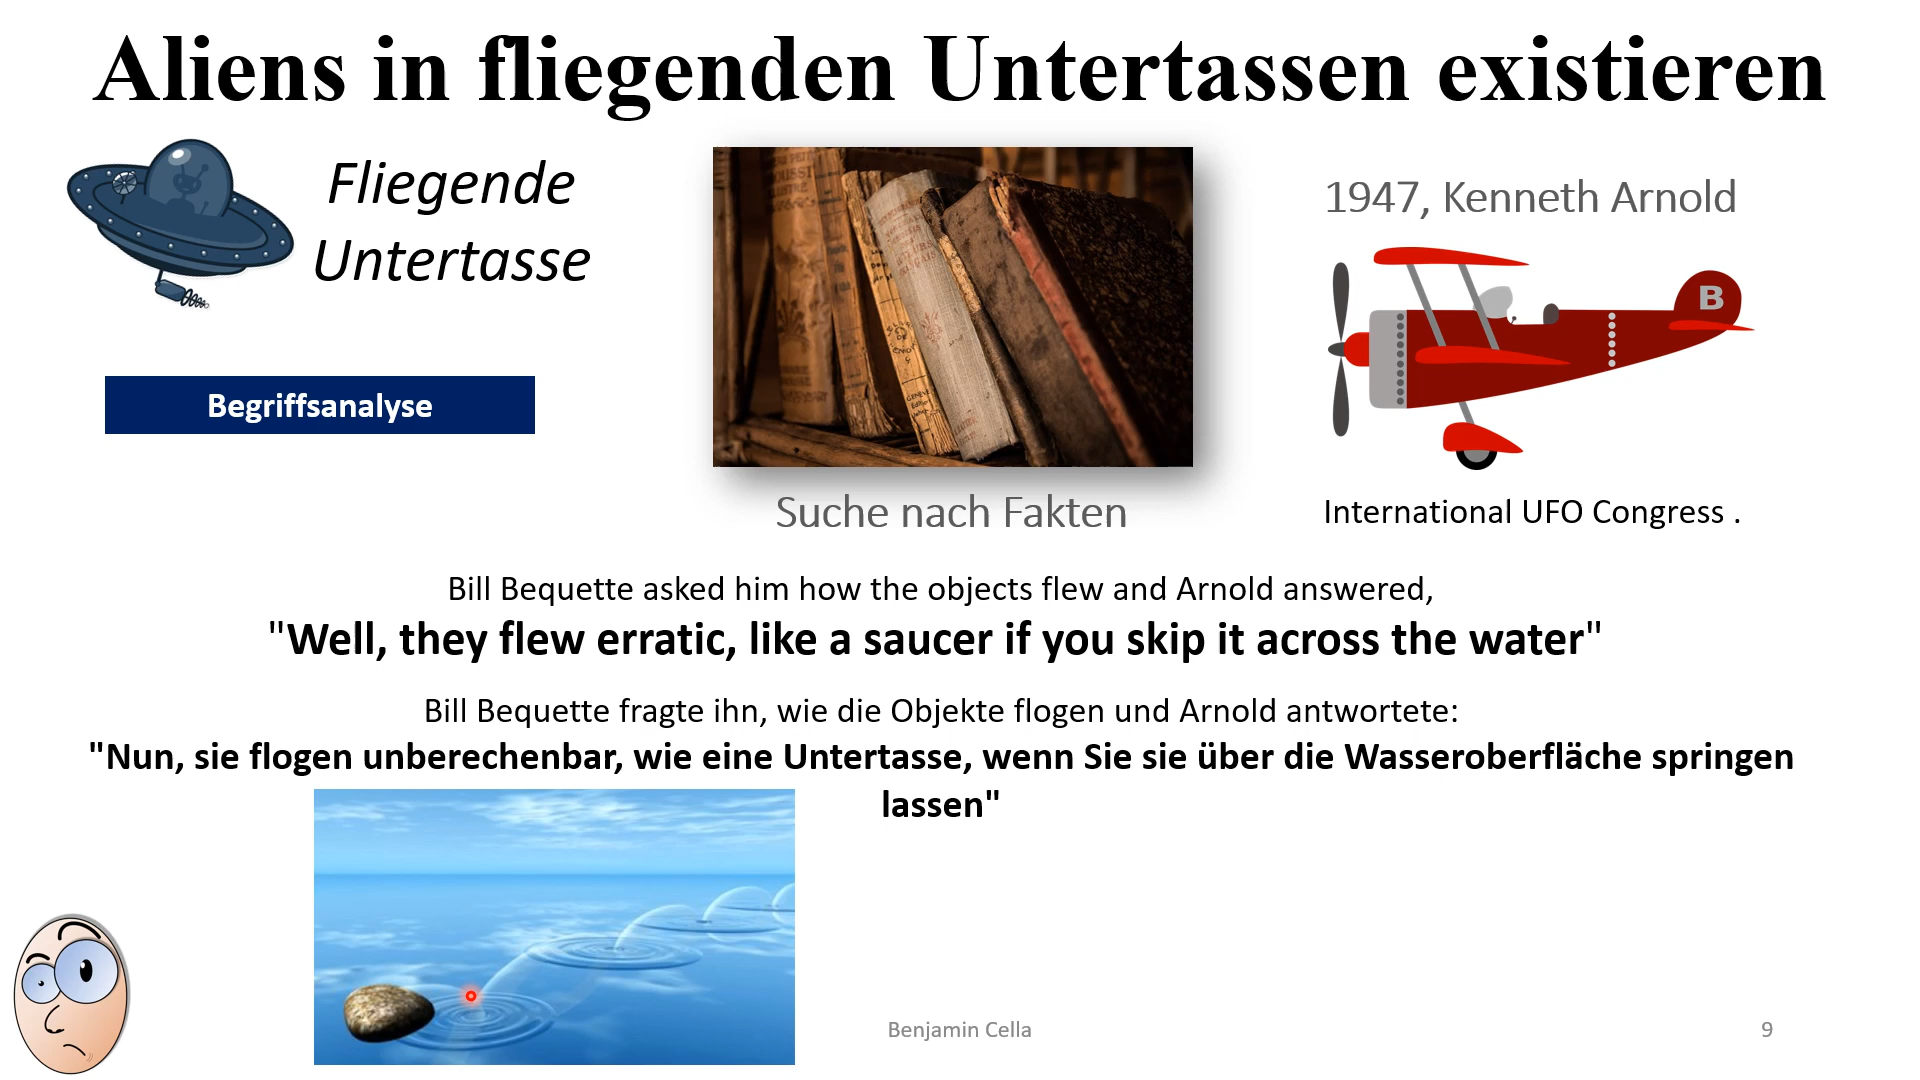 Aliens in fliegenden Untertassen existieren
Fliegende
Untertasse
Begriffsanalyse
Suche nach Fakten
1947, Kenneth Arnold
B
International UFO Congress .
Bill Bequette asked him how the objects flew and Arnold answered,
"Well, they flew erratic, like a saucer if you skip it across the water"
Bill Bequette fragte ihn, wie die Objekte flogen und Arnold antwortete:
"Nun, sie flogen unberechenbar, wie eine Untertasse, wenn Sie sie über die Wasseroberfläche springen
lassen"
Benjamin Cella
9